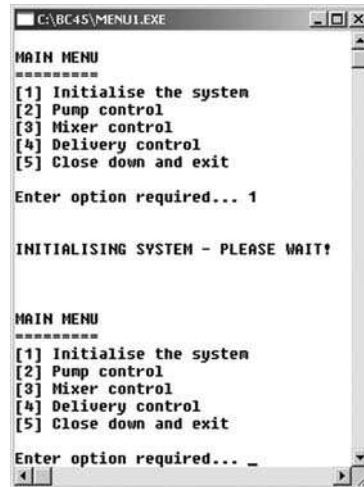 C:\BC45\MENU1.EXE
MAIN MENU
=========
[1] Initialise the system
[2] Pump control
[3] Mixer control
[4] Delivery control
[5] Close down and exit
Enter option required... 1
INITIALISING SYSTEM - PLEASE WAIT!
MAIN MENU
=========
[1] Initialise the system
[2] Pump control
[3] Mixer control
[4] Delivery control
[5] Close down and exit
Enter option required... _